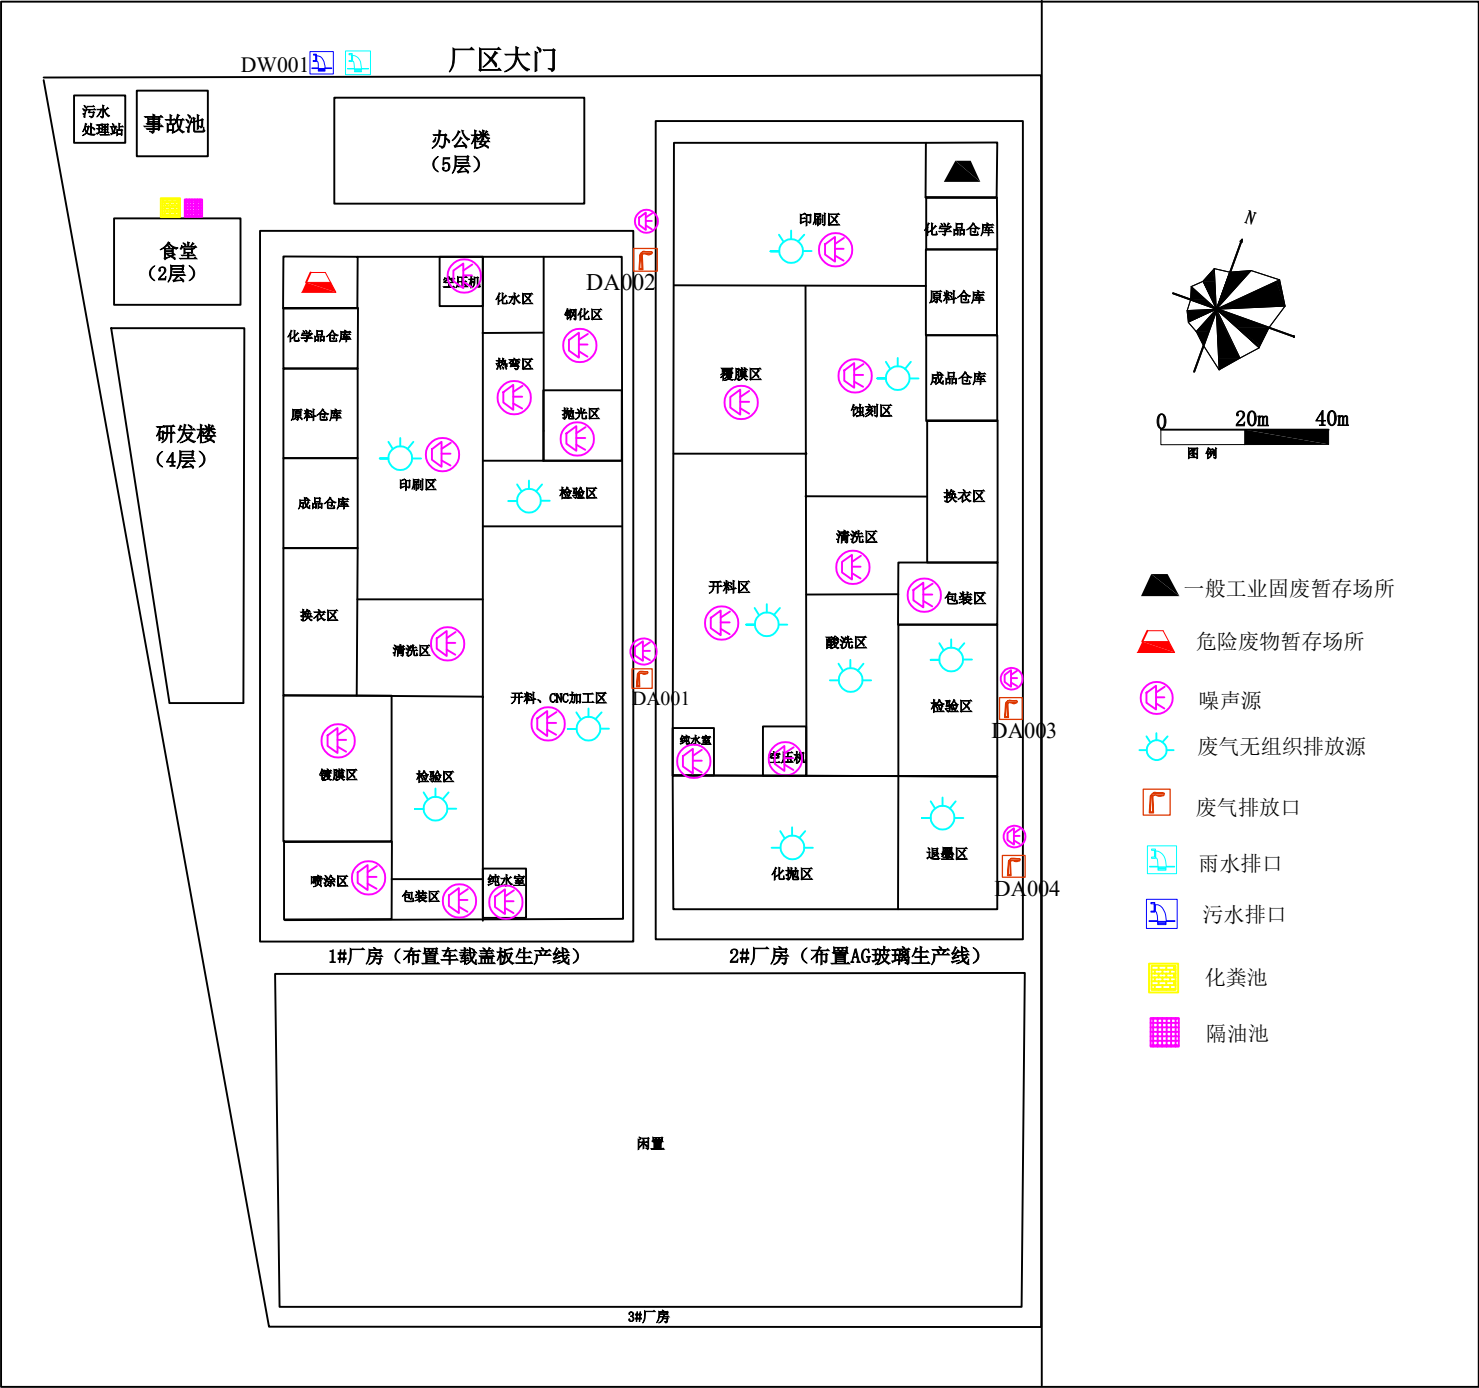 DW001
厂区大门
污水
处理站
事故池
办公楼
（5层）
食堂
（2层）
研发楼
（4层）
DA002
空压机
化水区
钢化区
化学品仓库
热弯区
原料仓库
抛光区
印刷区
成品仓库
检验区
换衣区
清洗区
开料、CNC加工区
DA001
镀膜区
检验区
喷涂区
包装区
纯水室
1#厂房（布置车载盖板生产线）
印刷区
化学品仓库
原料仓库
覆膜区
成品仓库
蚀刻区
换衣区
清洗区
开料区
包装区
酸洗区
检验区
DA003
纯水室
空压机
退墨区
化抛区
DA004
2#厂房（布置AG玻璃生产线）
闲置
3#厂房
N
0 20m 40m
图 例
一般工业固废暂存场所
危险废物暂存场所
噪声源
废气无组织排放源
废气排放口
雨水排口
污水排口
化粪池
隔油池